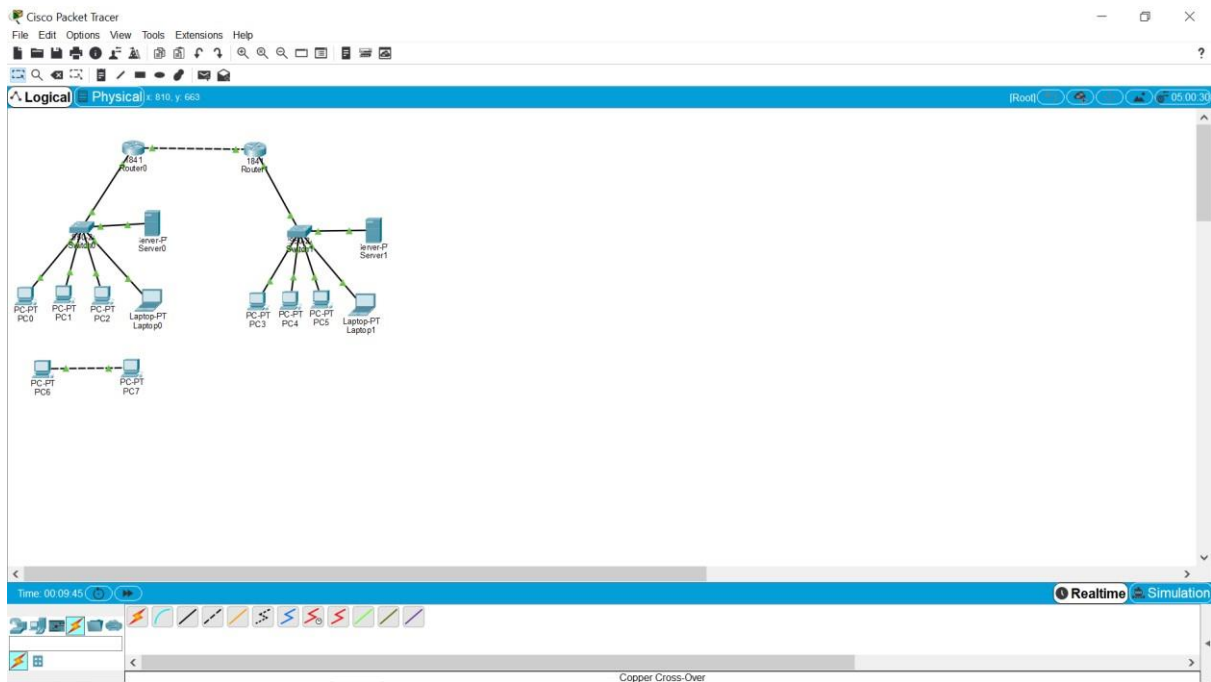 Cisco Packet Tracer
File Edit Options View Tools Extensions Help
?
Logical Physical x: 810, y: 663 [Root] 05:00:30
1841
Router0
1841
Server0
Server1
PC-PT
PC0
PC-PT
PC1
PC-PT
PC2
Laptop-PT
Laptop0
PC-PT
PC3
PC-PT
PC4
PC-PT
PC5
Laptop-PT
Laptop1
PC-PT
PC6
PC-PT
PC7
Time: 00:09:45 Realtime Simulation
Copper Cross-Over